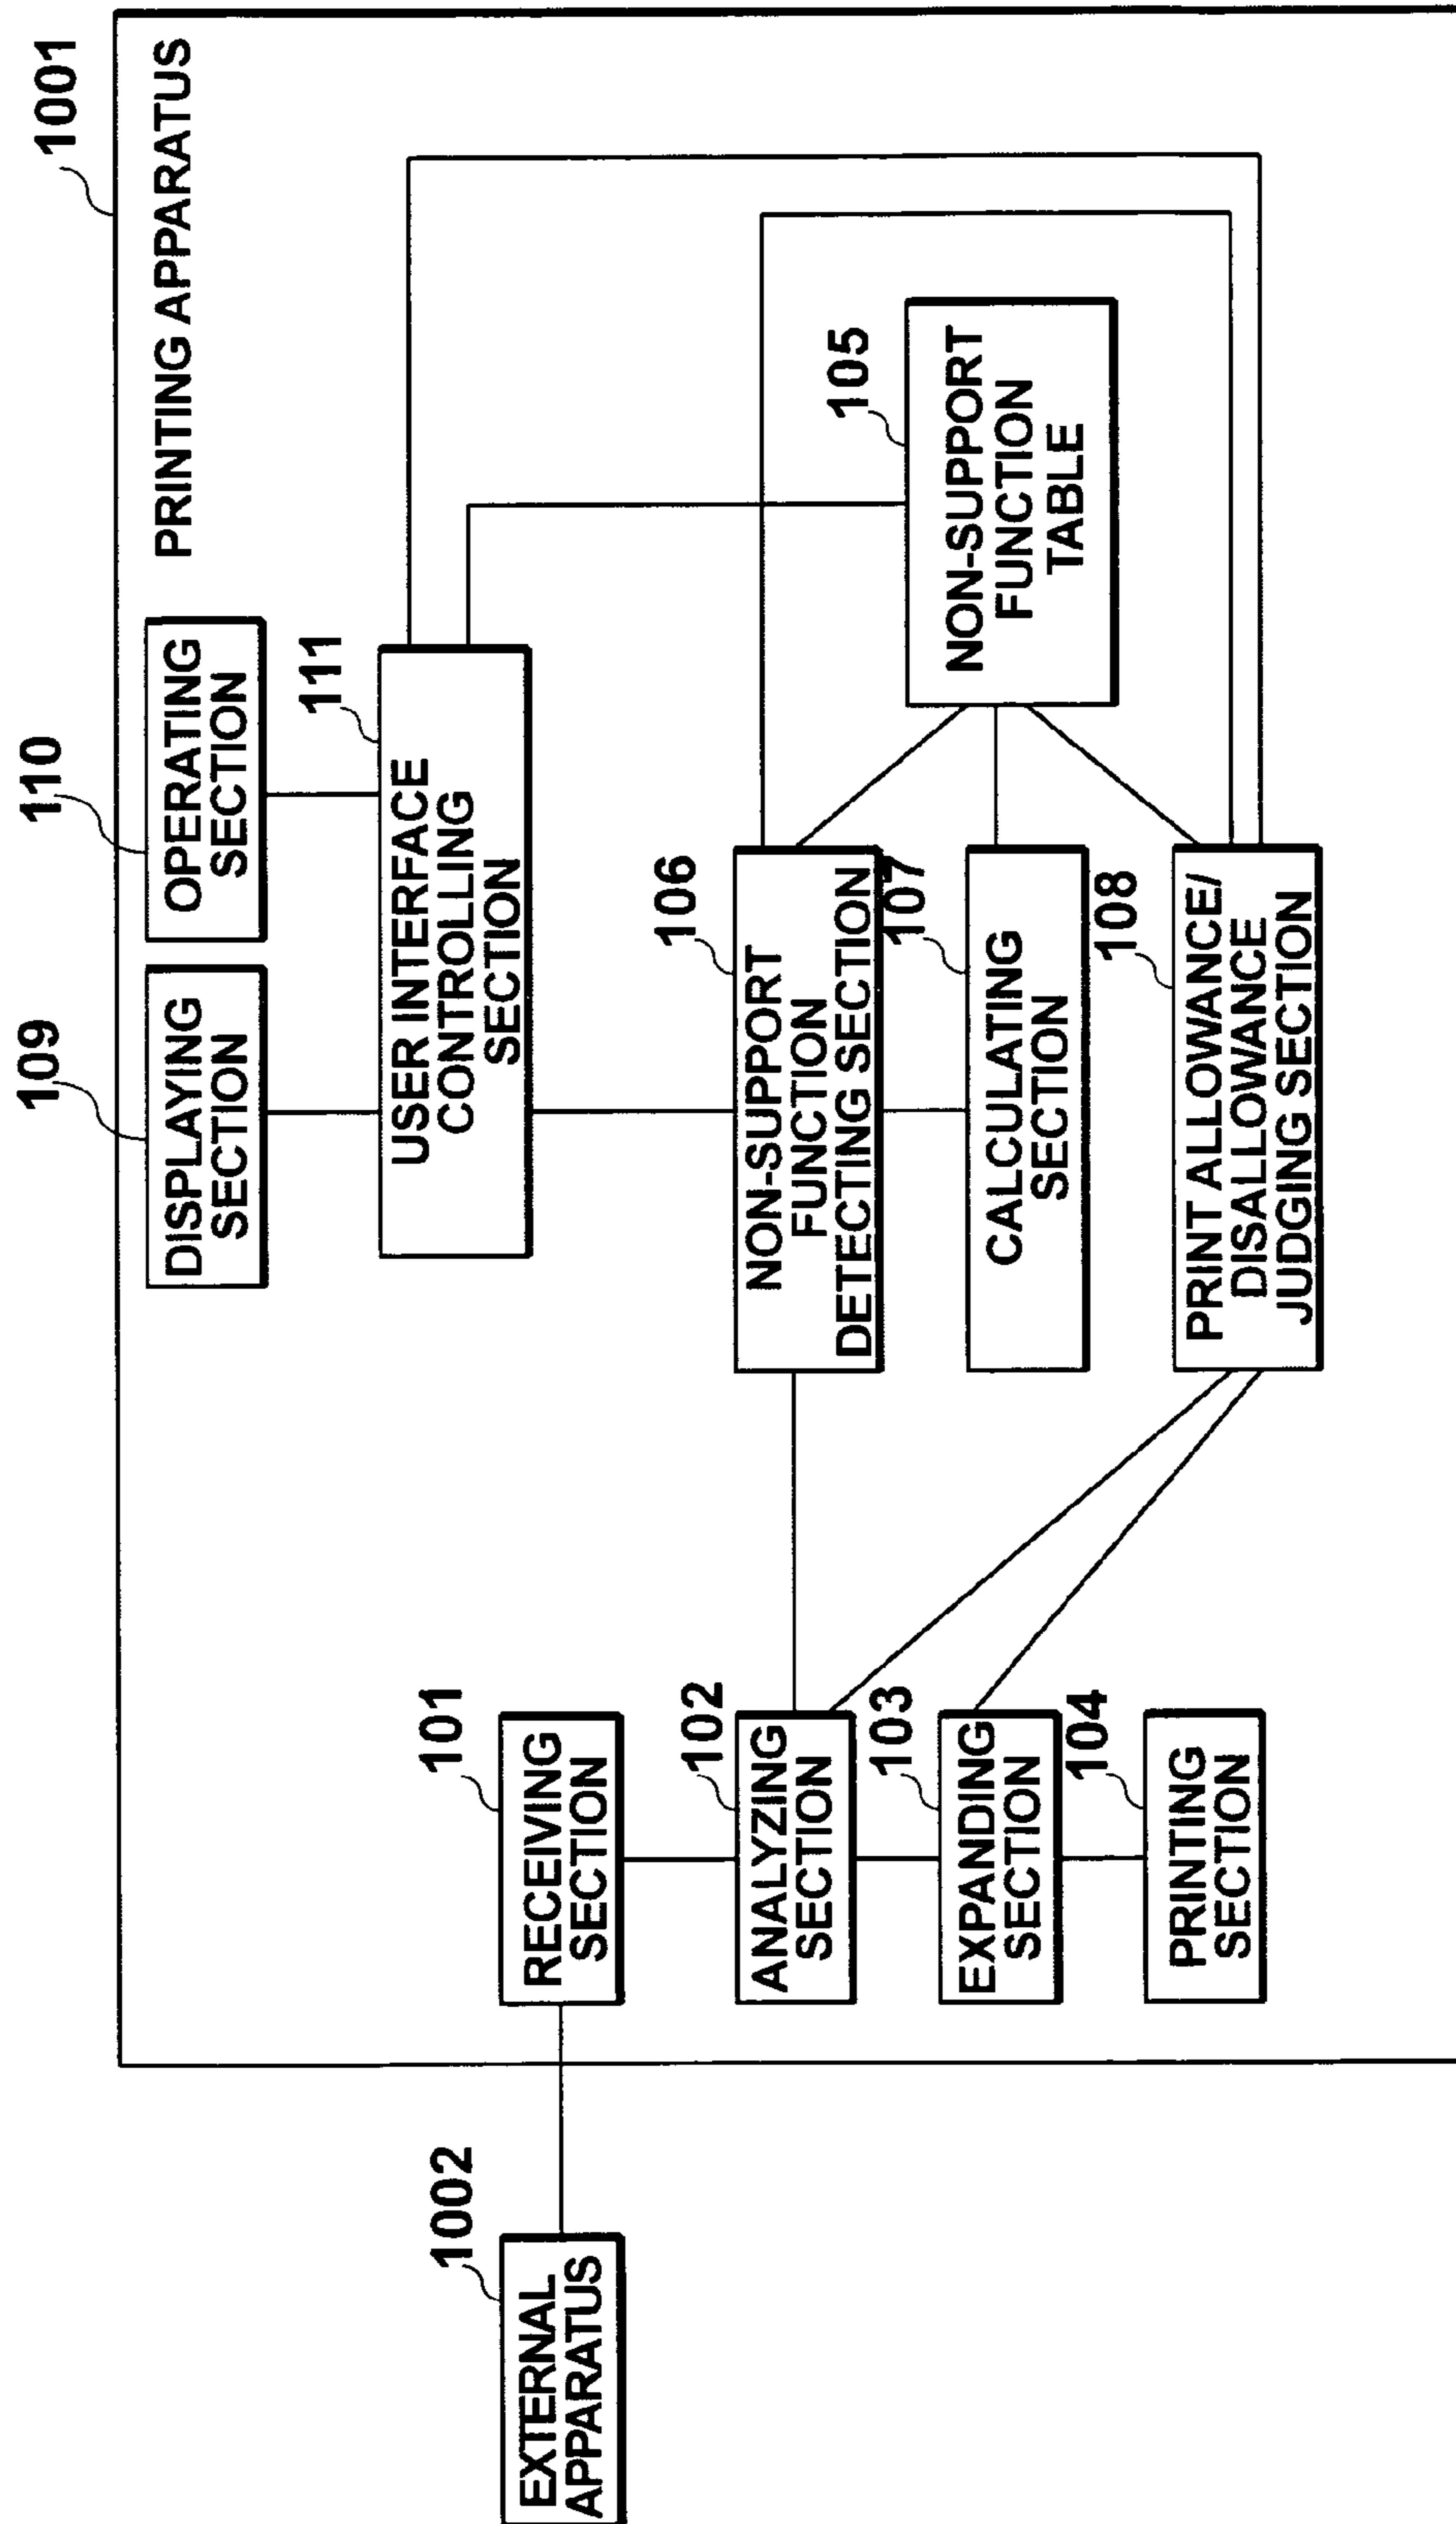 1001
PRINTING APPARATUS
109
DISPLAYING
SECTION
110
OPERATING
SECTION
111
USER INTERFACE
CONTROLLING
SECTION
1002
EXTERNAL
APPARATUS
101
RECEIVING
SECTION
102
ANALYZING
SECTION
103
EXPANDING
SECTION
104
PRINTING
SECTION
106
NON-SUPPORT
FUNCTION
DETECTING SECTION
107
CALCULATING
SECTION
108
PRINT ALLOWANCE/
DISALLOWANCE
JUDGING SECTION
105
NON-SUPPORT
FUNCTION
TABLE